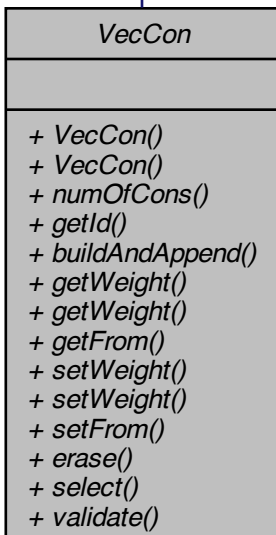 VecCon
+ VecCon()
+ VecCon()
+ numOfCons()
+ getId()
+ buildAndAppend()
+ getWeight()
+ getWeight()
+ getFrom()
+ setWeight()
+ setWeight()
+ setFrom()
+ erase()
+ select()
+ validate()